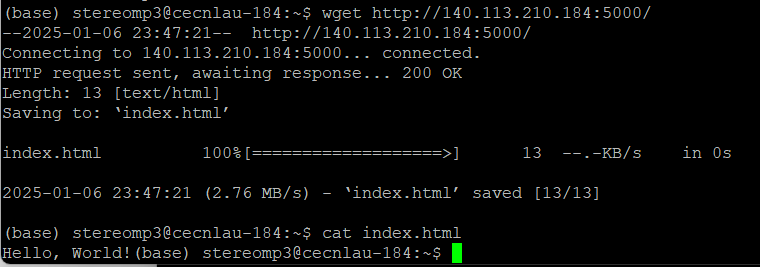 (base) stereomp3@cecnlau-184:~$ wget http://140.113.210.184:5000/
--2025-01-06 23:47:21--  http://140.113.210.184:5000/
Connecting to 140.113.210.184:5000... connected.
HTTP request sent, awaiting response... 200 OK
Length: 13 [text/html]
Saving to: ‘index.html’
index.html          100%[===================>]      13  --.-KB/s    in 0s
2025-01-06 23:47:21 (2.76 MB/s) - ‘index.html’ saved [13/13]
(base) stereomp3@cecnlau-184:~$ cat index.html
Hello, World!(base) stereomp3@cecnlau-184:~$